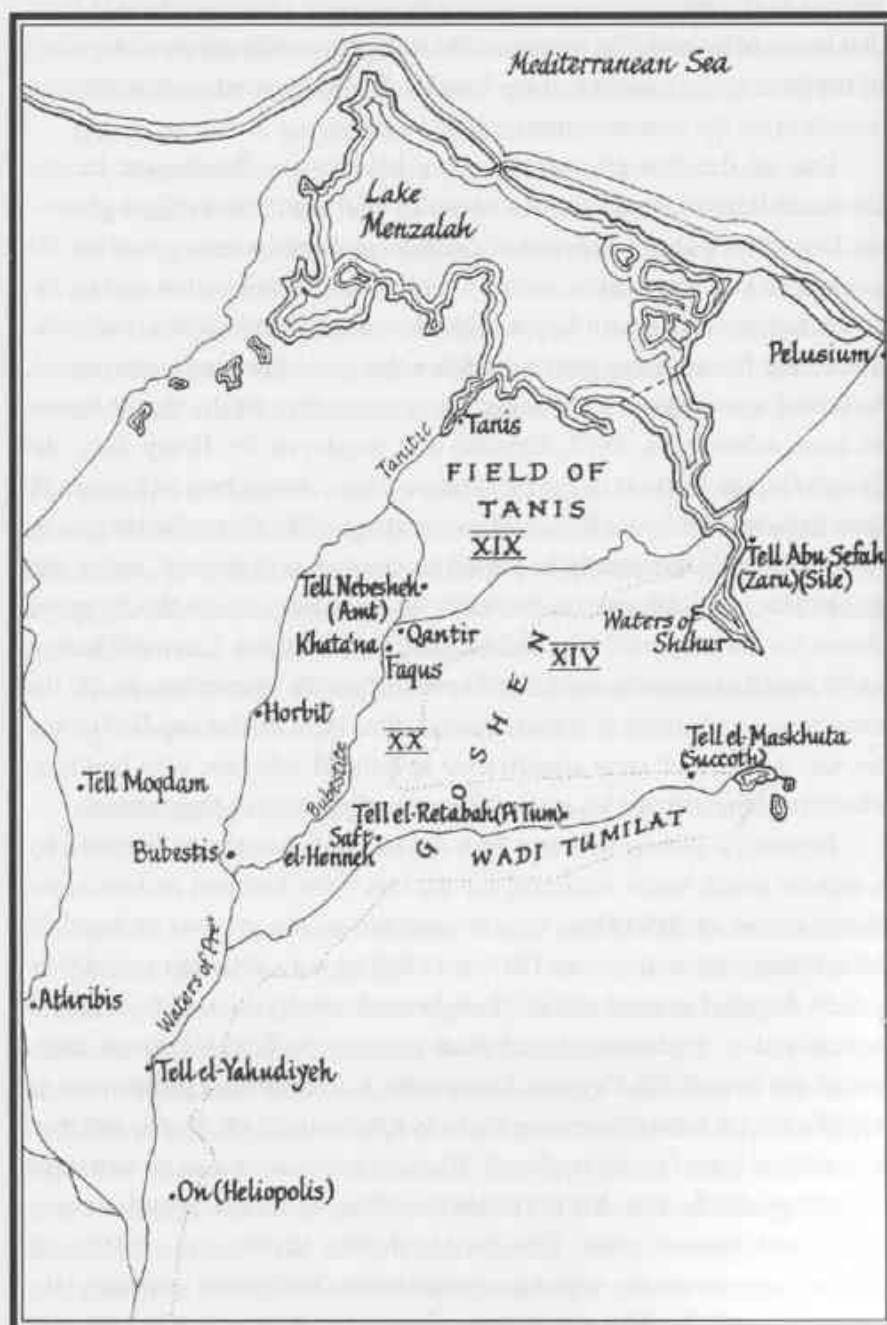 Mediterranean Sea
Lake
Menzalah
Pelusium
Tanis
Tanitic
FIELD OF
TANIS
XIX
Tell Abu Sefah
(Zaru)(Sile)
Tell Nebesheh
(Amt)
Waters of
Shihur
Qantir
Khata'na
Faqus
XIV
GOSHEN
Horbit
XX
Tell el-Maskhuta
(Succoth)
Bubastite
Tell Moqdam
Tell el-Retabah (Pi Tum)
Saft
el-Henneh
WADI TUMILAT
Bubestis
Waters of
Athribis
Tell el-Yahudiyeh
On (Heliopolis)